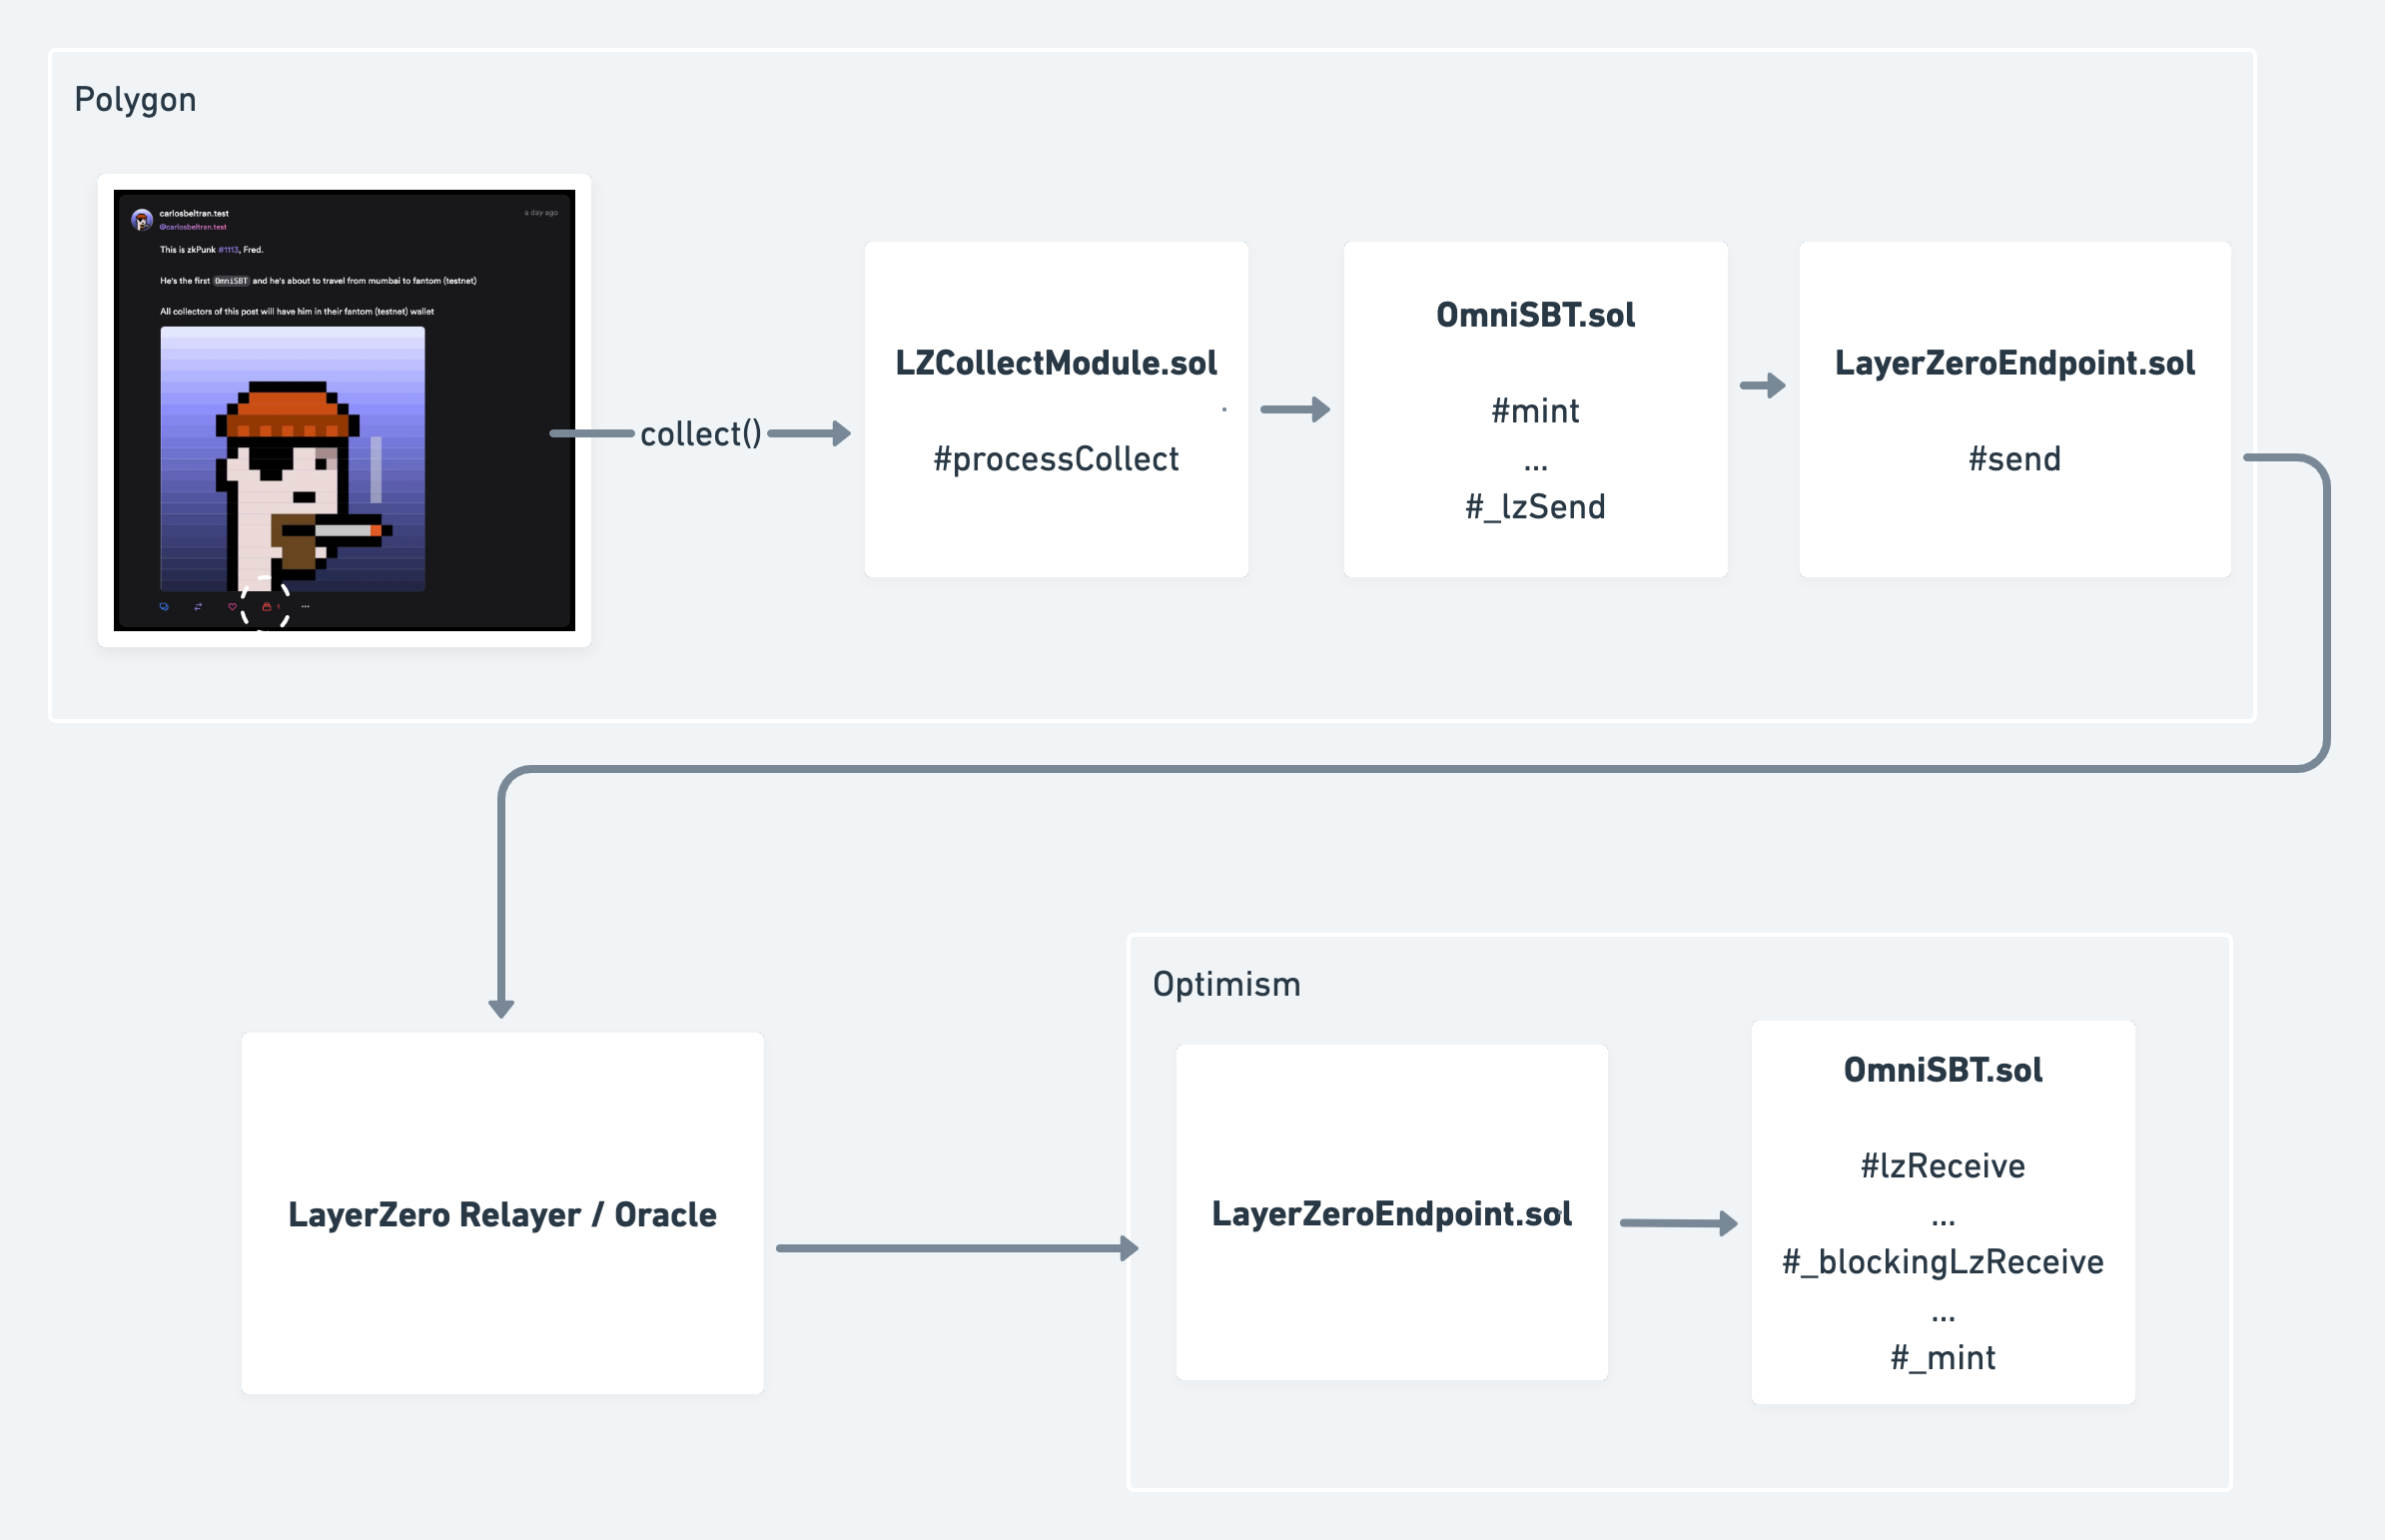 Polygon
carlosbeltran.test
a day ago
@carlosbeltran.test
This is zkPunk #1113, Fred.
He's the first OmniSBT and he's about to travel from mumbai to fantom (testnet)
All collectors of this post will have him in their fantom (testnet) wallet
collect()
LZCollectModule.sol
#processCollect
OmniSBT.sol
#mint
...
#_lzSend
LayerZeroEndpoint.sol
#send
LayerZero Relayer / Oracle
Optimism
LayerZeroEndpoint.sol
OmniSBT.sol
#lzReceive
...
#_blockingLzReceive
...
#_mint